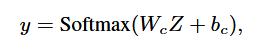 y = Softmax(W_c Z + b_c),